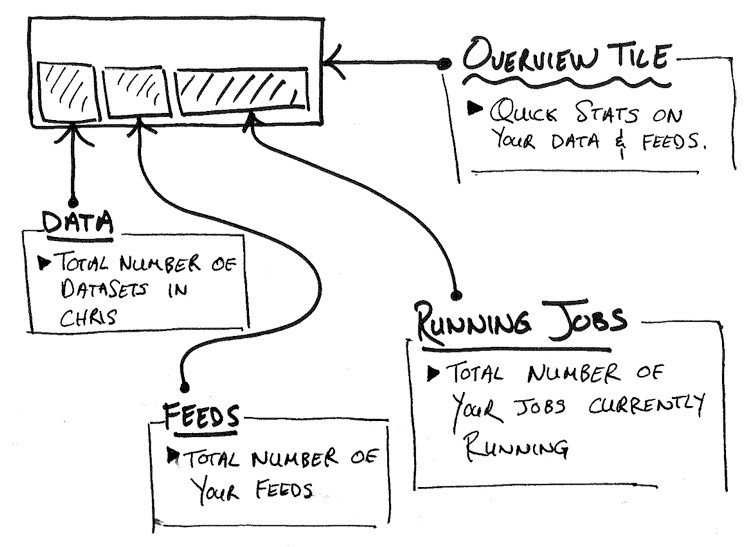 OVERVIEW TILE
▶ QUICK STATS ON
YOUR DATA & FEEDS.
DATA
▶ TOTAL NUMBER OF
DATASETS IN
CHRIS
RUNNING JOBS
▶ TOTAL NUMBER OF
YOUR JOBS CURRENTLY
RUNNING
FEEDS
▶ TOTAL NUMBER OF
YOUR FEEDS